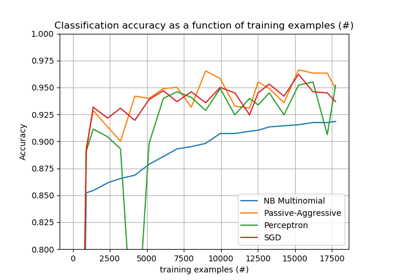 Classification accuracy as a function of training examples (#)
1.000
0.975
0.950
0.925
0.900
0.875
0.850
0.825
0.800
Accuracy
NB Multinomial
Passive-Aggressive
Perceptron
SGD
0 2500 5000 7500 10000 12500 15000 17500
training examples (#)